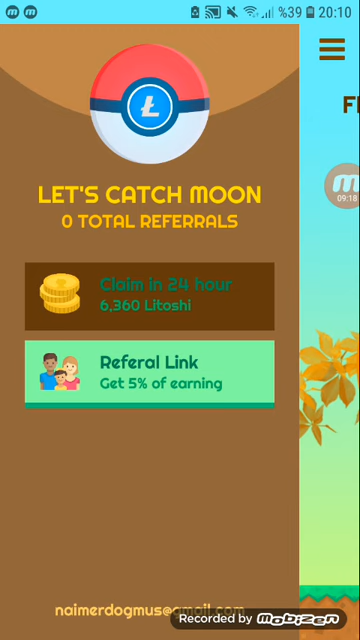 %39 20:10
LET'S CATCH MOON
0 TOTAL REFERRALS
Claim in 24 hour
6,360 Litoshi
Referal Link
Get 5% of earning
09:18
naimerdogmus@gmail.com
Recorded by Mobizen